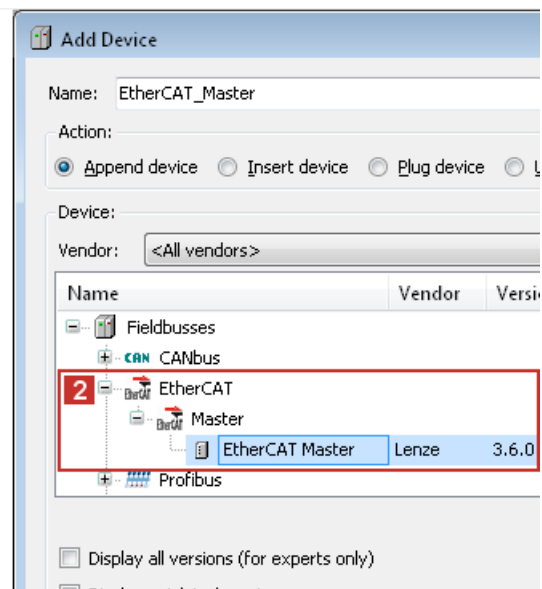 Add Device
Name: EtherCAT_Master
Action:
Append device Insert device Plug device
Device:
Vendor: <All vendors>
Name Vendor Versi
Fieldbusses
CAN CANbus
2 EtherCAT EtherCAT
EtherCAT Master
EtherCAT Master Lenze 3.6.0
Profibus
Display all versions (for experts only)